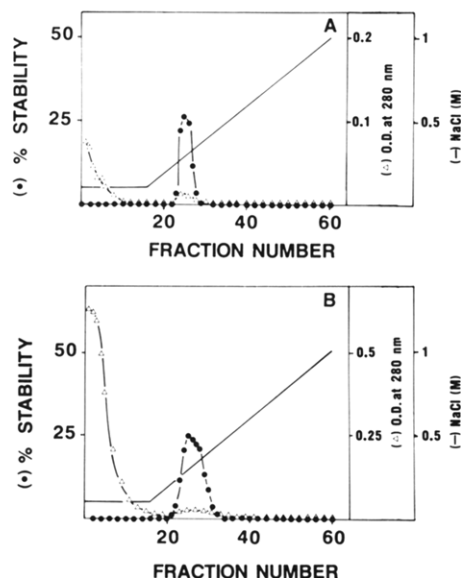 A
50
25
(●) % STABILITY
0.2
0.1
(△) O.D. at 280 nm
1
0.5
(—) NaCl (M)
20
40
60
FRACTION NUMBER
B
50
25
(●) % STABILITY
0.5
0.25
(△) O.D. at 280 nm
1
0.5
(—) NaCl (M)
20
40
60
FRACTION NUMBER